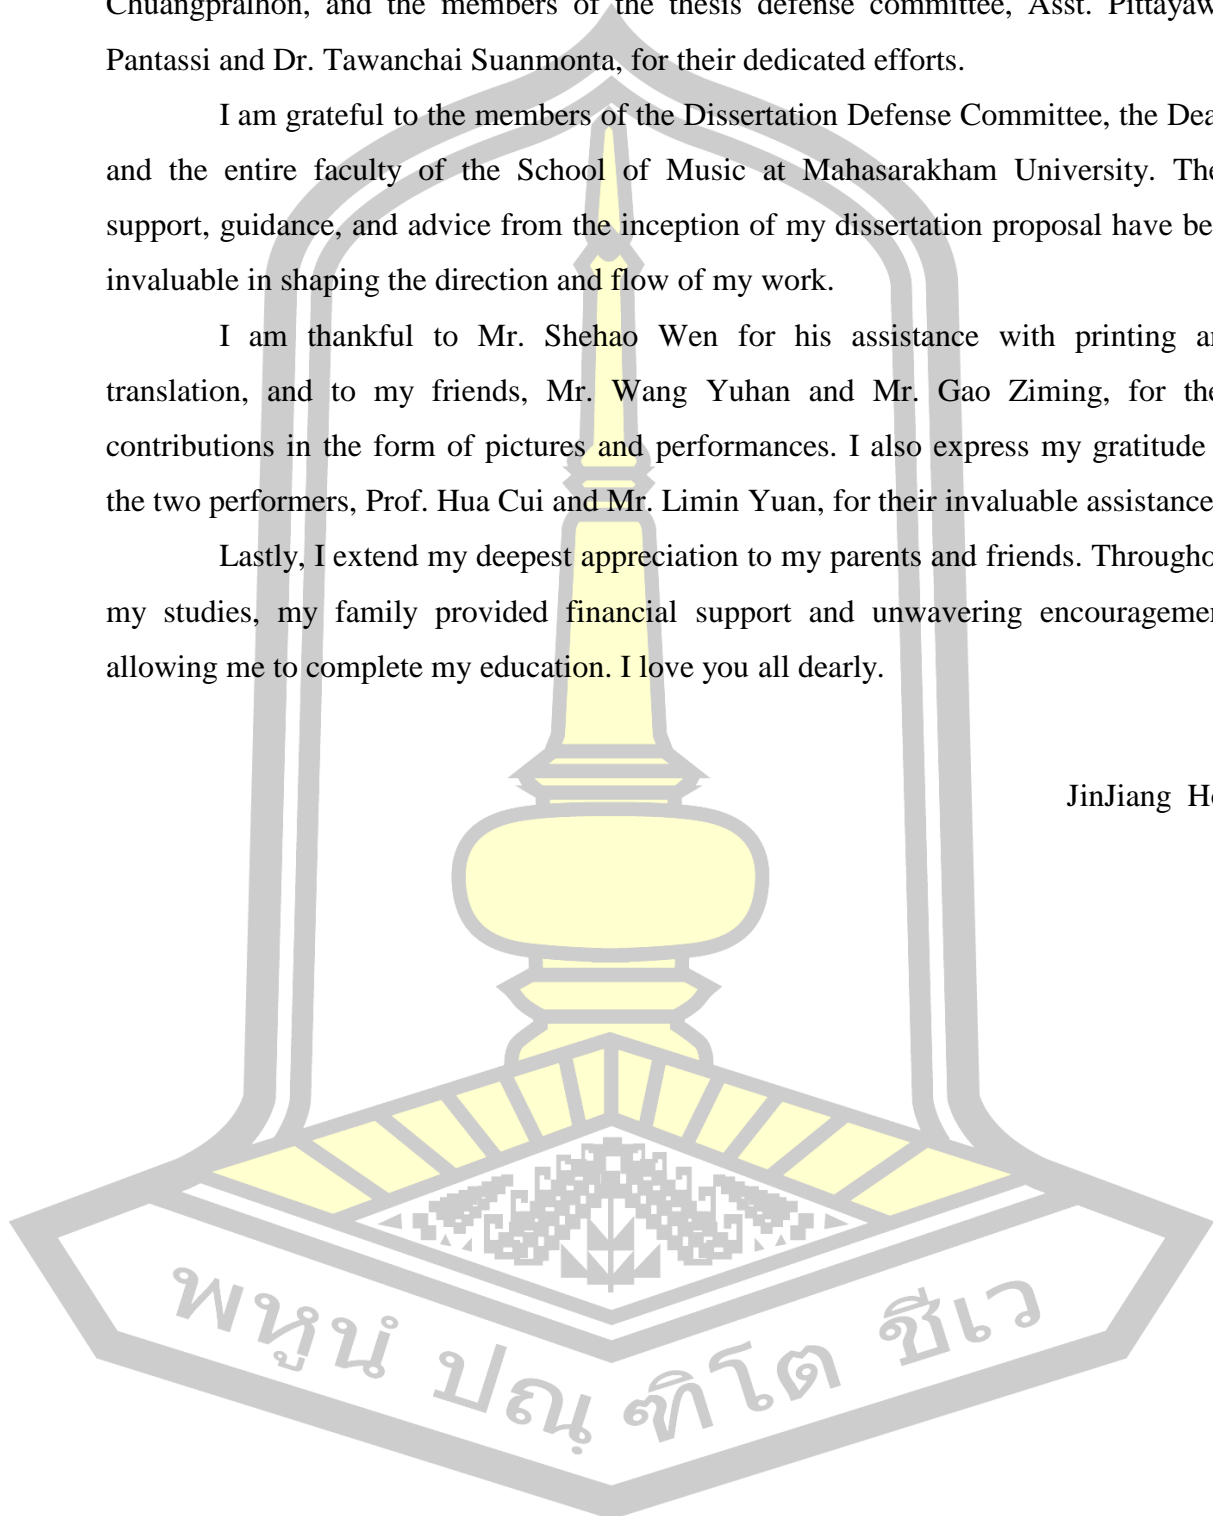 Chuangpraihon, and the members of the thesis defense committee, Asst. Pittayaw
Pantassi and Dr. Tawanchai Suanmonta, for their dedicated efforts.
I am grateful to the members of the Dissertation Defense Committee, the Dea
and the entire faculty of the School of Music at Mahasarakham University. The
support, guidance, and advice from the inception of my dissertation proposal have be
invaluable in shaping the direction and flow of my work.
I am thankful to Mr. Shehao Wen for his assistance with printing an
translation, and to my friends, Mr. Wang Yuhan and Mr. Gao Ziming, for the
contributions in the form of pictures and performances. I also express my gratitude
the two performers, Prof. Hua Cui and Mr. Limin Yuan, for their invaluable assistance
Lastly, I extend my deepest appreciation to my parents and friends. Througho
my studies, my family provided financial support and unwavering encouragemen
allowing me to complete my education. I love you all dearly.
JinJiang He
พหูนํ ปณฺฑิโต ชีเว